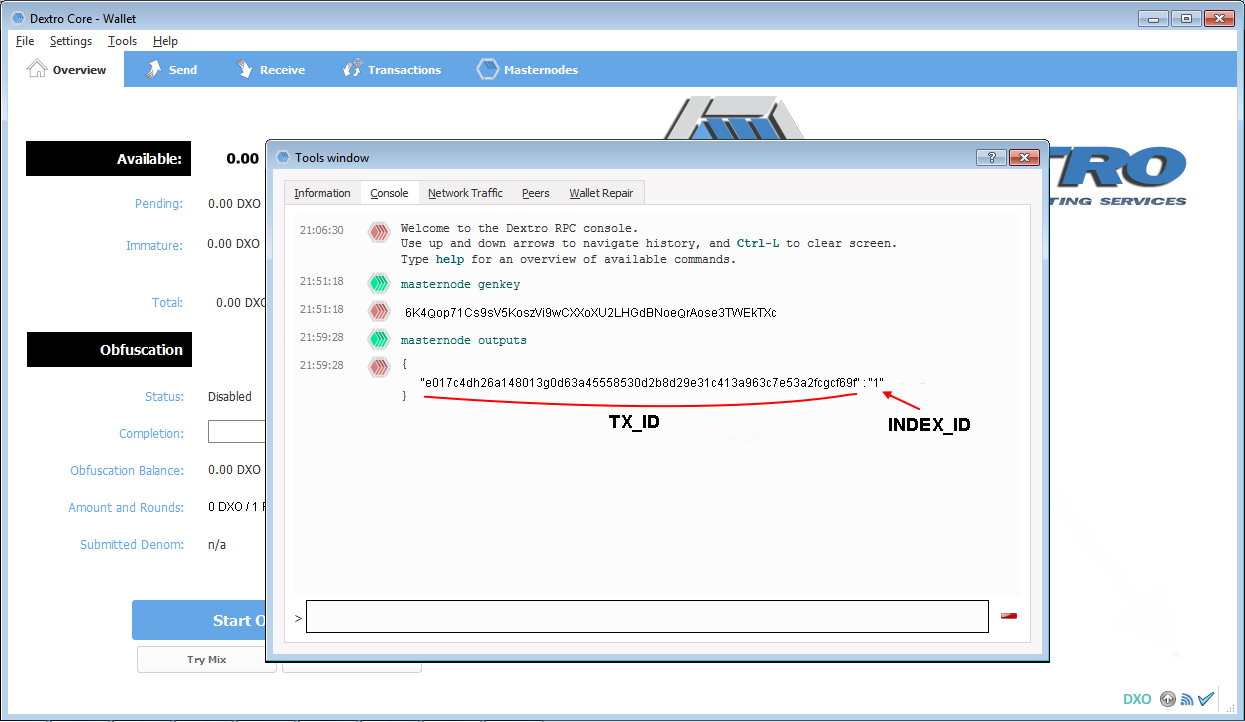 Dextro Core - Wallet
File Settings Tools Help
Overview Send Receive Transactions Masternodes
TRO
TING SERVICES
Available: 0.00
Pending: 0.00 DXO
Immature: 0.00 DXO
Total: 0.00 DXO
Obfuscation
Status: Disabled
Completion:
Obfuscation Balance: 0.00 DXO
Amount and Rounds: 0 DXO / 1
Submitted Denom: n/a
Start
Try Mix
Tools window
?
Information Console Network Traffic Peers Wallet Repair
21:06:30 Welcome to the Dextro RPC console.
Use up and down arrows to navigate history, and Ctrl-L to clear screen.
Type help for an overview of available commands.
21:51:18 masternode genkey
21:51:18 6K4Qop71Cs9sV5KoszVi9wCXXoXU2LHGdBNoeQrAose3TWEkTXc
21:59:28 masternode outputs
21:59:28 {
"e017c4dh26a148013g0d63a45558530d2b8d29e31c413a963c7e53a2fcgcf69f" : "1"
}
TX_ID
INDEX_ID
>
DXO